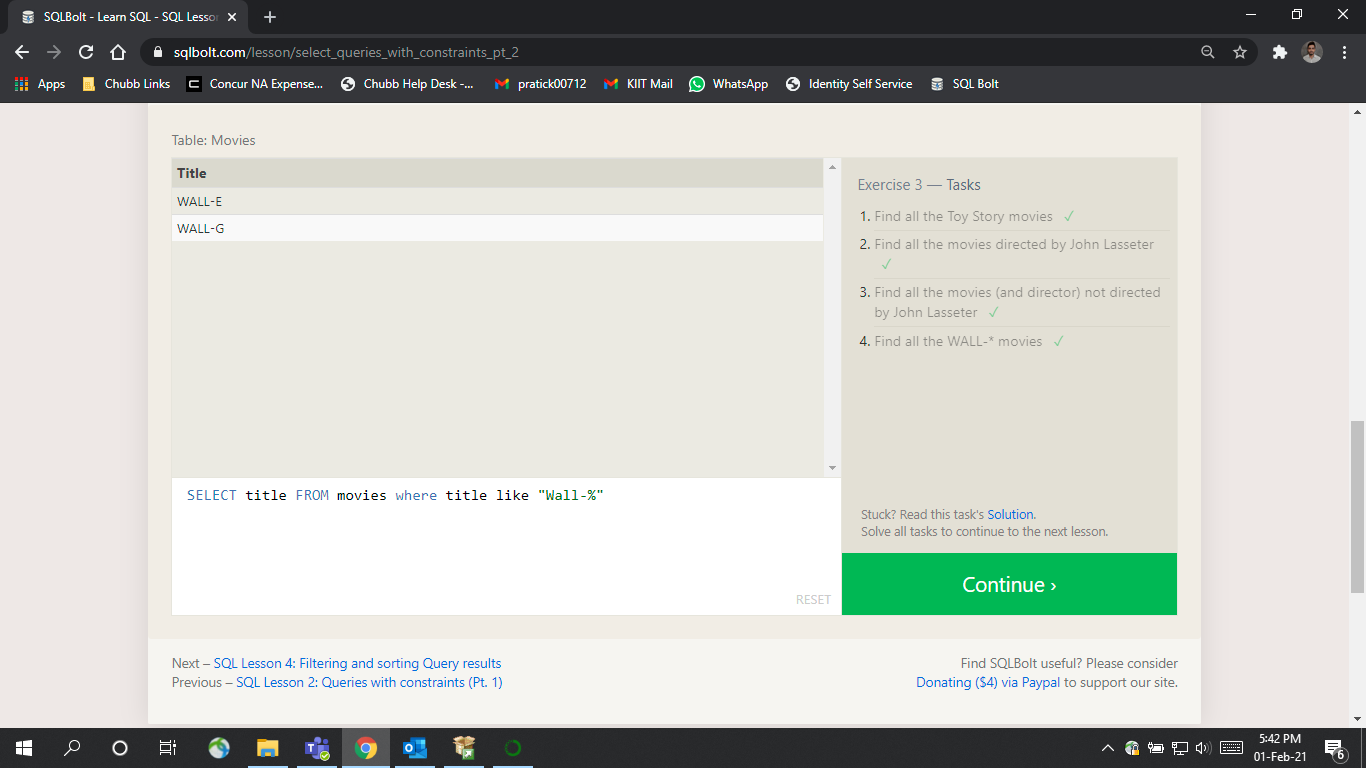 SQLBolt - Learn SQL - SQL Lesson
sqlbolt.com/lesson/select_queries_with_constraints_pt_2
Apps Chubb Links Concur NA Expense... Chubb Help Desk -... pratick00712 KIIT Mail WhatsApp Identity Self Service SQL Bolt
Table: Movies
Title
WALL-E
WALL-G
SELECT title FROM movies where title like "Wall-%"
RESET
Exercise 3 — Tasks
1. Find all the Toy Story movies ✓
2. Find all the movies directed by John Lasseter
✓
3. Find all the movies (and director) not directed
by John Lasseter ✓
4. Find all the WALL-* movies ✓
Stuck? Read this task's Solution.
Solve all tasks to continue to the next lesson.
Continue ›
Next – SQL Lesson 4: Filtering and sorting Query results
Previous – SQL Lesson 2: Queries with constraints (Pt. 1)
Find SQLBolt useful? Please consider
Donating ($4) via Paypal to support our site.
5:42 PM
01-Feb-21
6